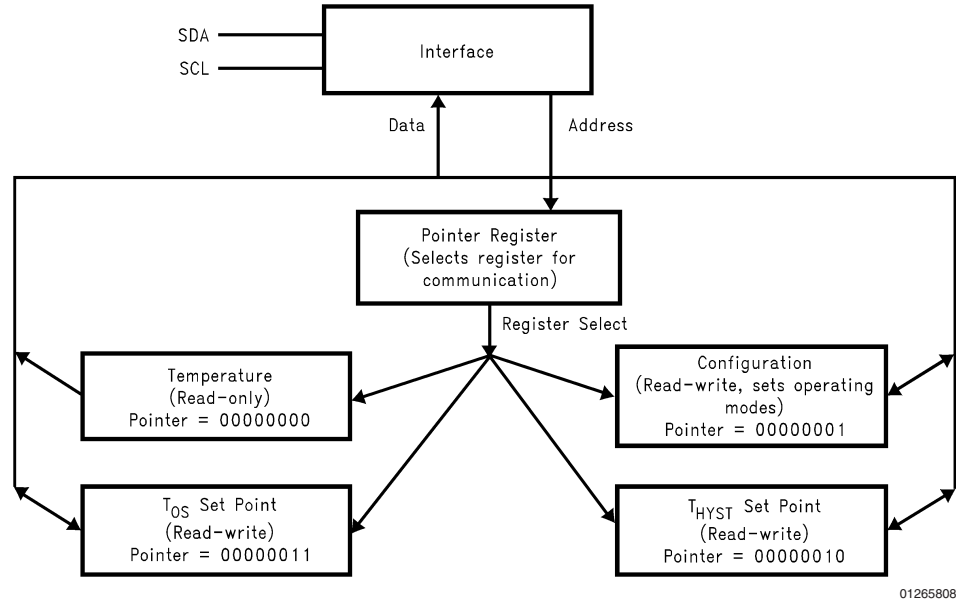 SDA
SCL
Interface
Data
Address
Pointer Register
(Selects register for
communication)
Register Select
Temperature
(Read-only)
Pointer = 00000000
Configuration
(Read-write, sets operating
modes)
Pointer = 00000001
TOS Set Point
(Read-write)
Pointer = 00000011
THYST Set Point
(Read-write)
Pointer = 00000010
01265808